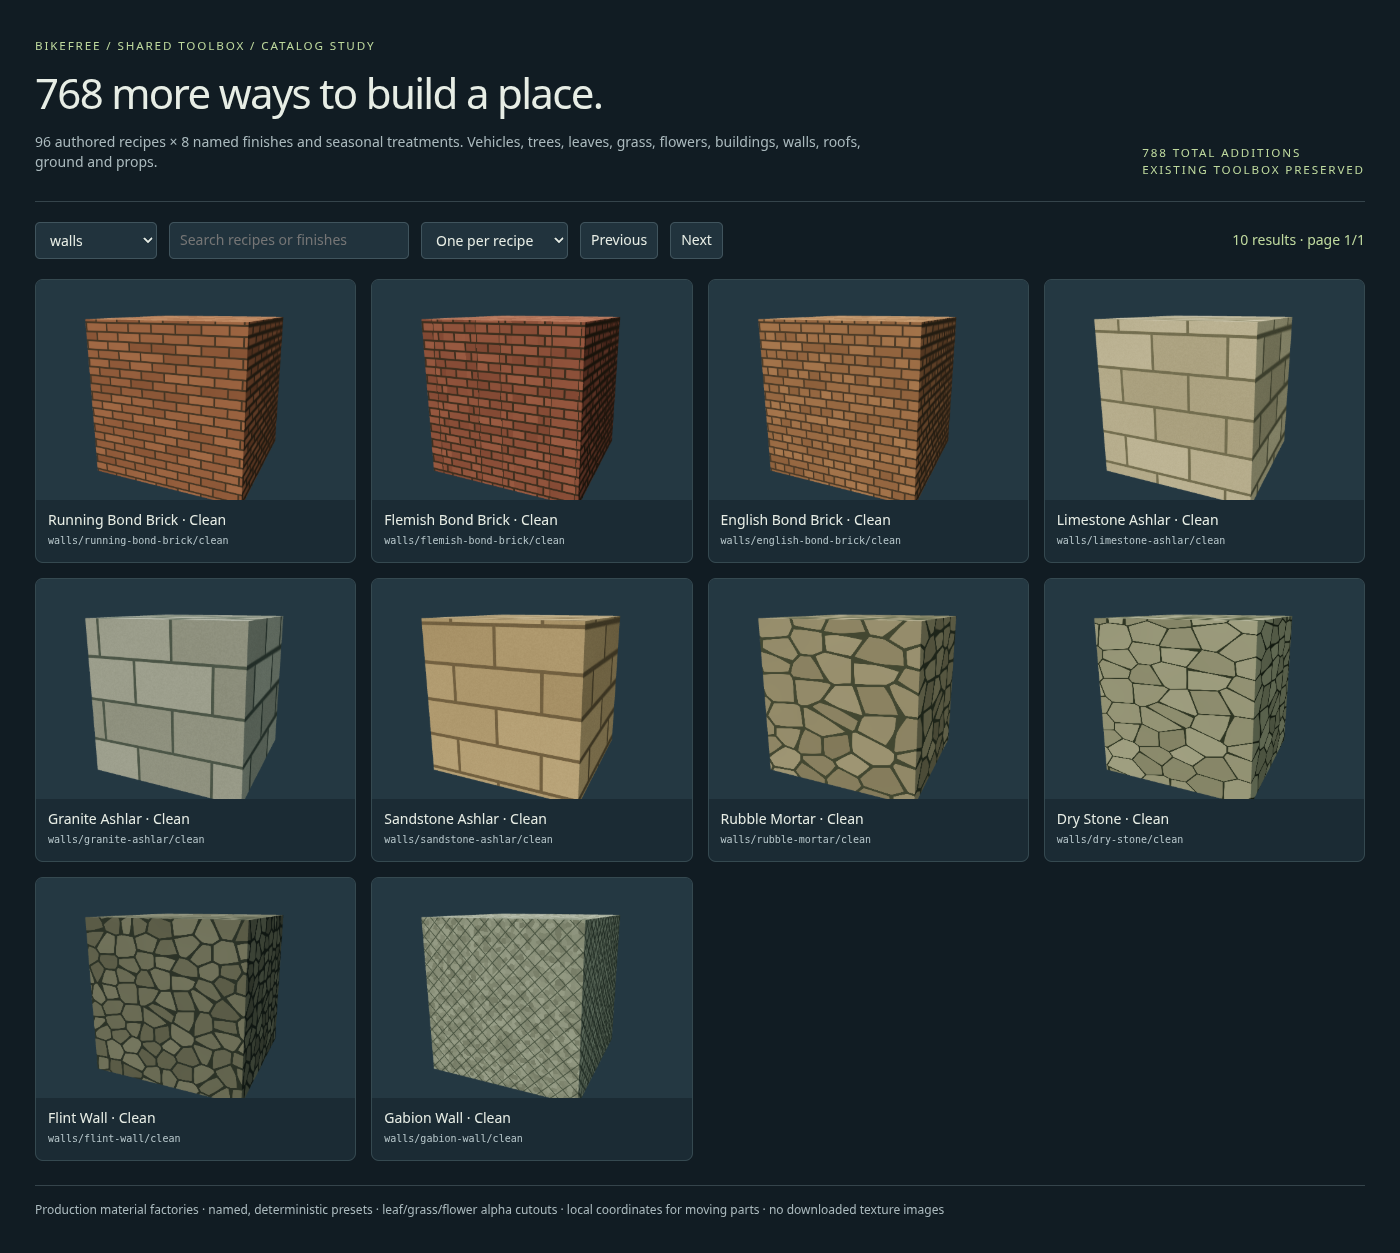 BIKEFREE / SHARED TOOLBOX / CATALOG STUDY
768 more ways to build a place.
96 authored recipes × 8 named finishes and seasonal treatments. Vehicles, trees, leaves, grass, flowers, buildings, walls, roofs,
ground and props.
788 TOTAL ADDITIONS
EXISTING TOOLBOX PRESERVED
walls
Search recipes or finishes
One per recipe
Previous
Next
10 results · page 1/1
Running Bond Brick · Clean
walls/running-bond-brick/clean
Flemish Bond Brick · Clean
walls/flemish-bond-brick/clean
English Bond Brick · Clean
walls/english-bond-brick/clean
Limestone Ashlar · Clean
walls/limestone-ashlar/clean
Granite Ashlar · Clean
walls/granite-ashlar/clean
Sandstone Ashlar · Clean
walls/sandstone-ashlar/clean
Rubble Mortar · Clean
walls/rubble-mortar/clean
Dry Stone · Clean
walls/dry-stone/clean
Flint Wall · Clean
walls/flint-wall/clean
Gabion Wall · Clean
walls/gabion-wall/clean
Production material factories · named, deterministic presets · leaf/grass/flower alpha cutouts · local coordinates for moving parts · no downloaded texture images